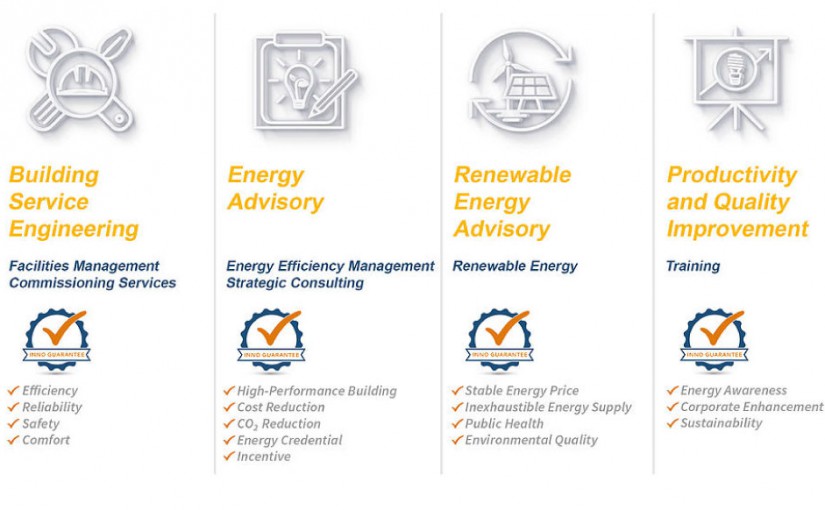 Building
Service
Engineering
Facilities Management
Commissioning Services
INNO GUARANTEE
Efficiency
Reliability
Safety
Comfort
Energy
Advisory
Energy Efficiency Management
Strategic Consulting
INNO GUARANTEE
High-Performance Building
Cost Reduction
CO₂ Reduction
Energy Credential
Incentive
Renewable
Energy
Advisory
Renewable Energy
INNO GUARANTEE
Stable Energy Price
Inexhaustible Energy Supply
Public Health
Environmental Quality
Productivity
and Quality
Improvement
Training
INNO GUARANTEE
Energy Awareness
Corporate Enhancement
Sustainability